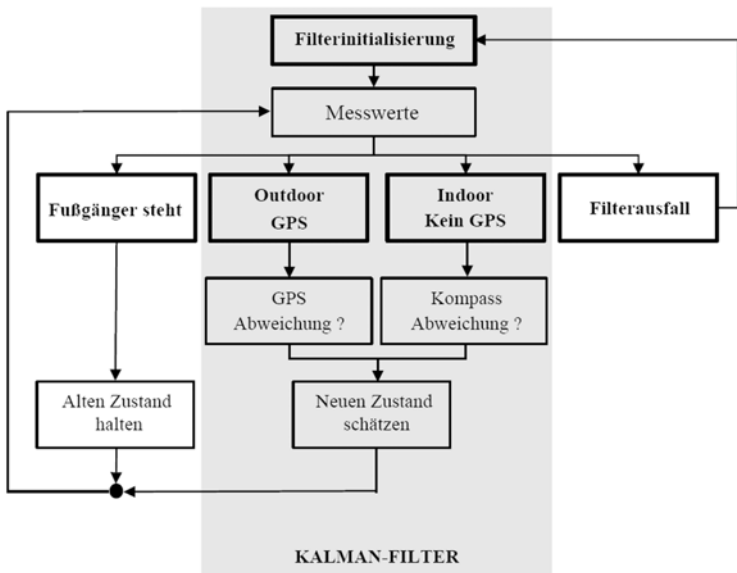 Filterinitialisierung
Messwerte
Fußgänger steht
Outdoor
GPS
Indoor
Kein GPS
Filterausfall
GPS
Abweichung ?
Kompass
Abweichung ?
Alten Zustand
halten
Neuen Zustand
schätzen
KALMAN-FILTER